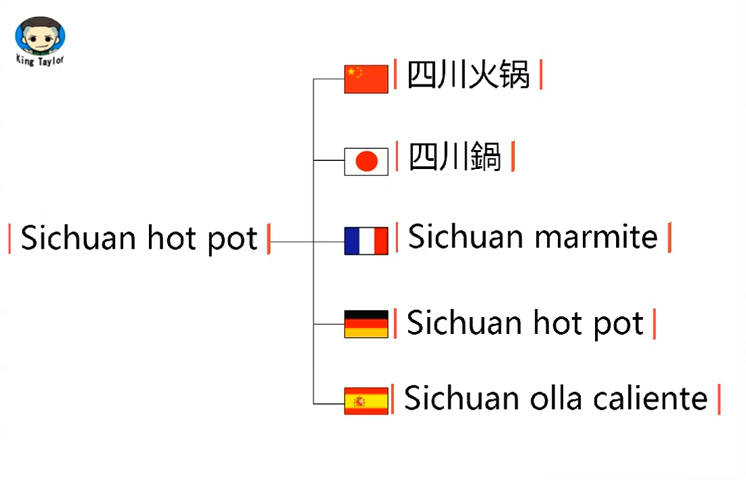 King Taylor
四川火锅
四川鍋
Sichuan hot pot
Sichuan marmite
Sichuan hot pot
Sichuan olla caliente